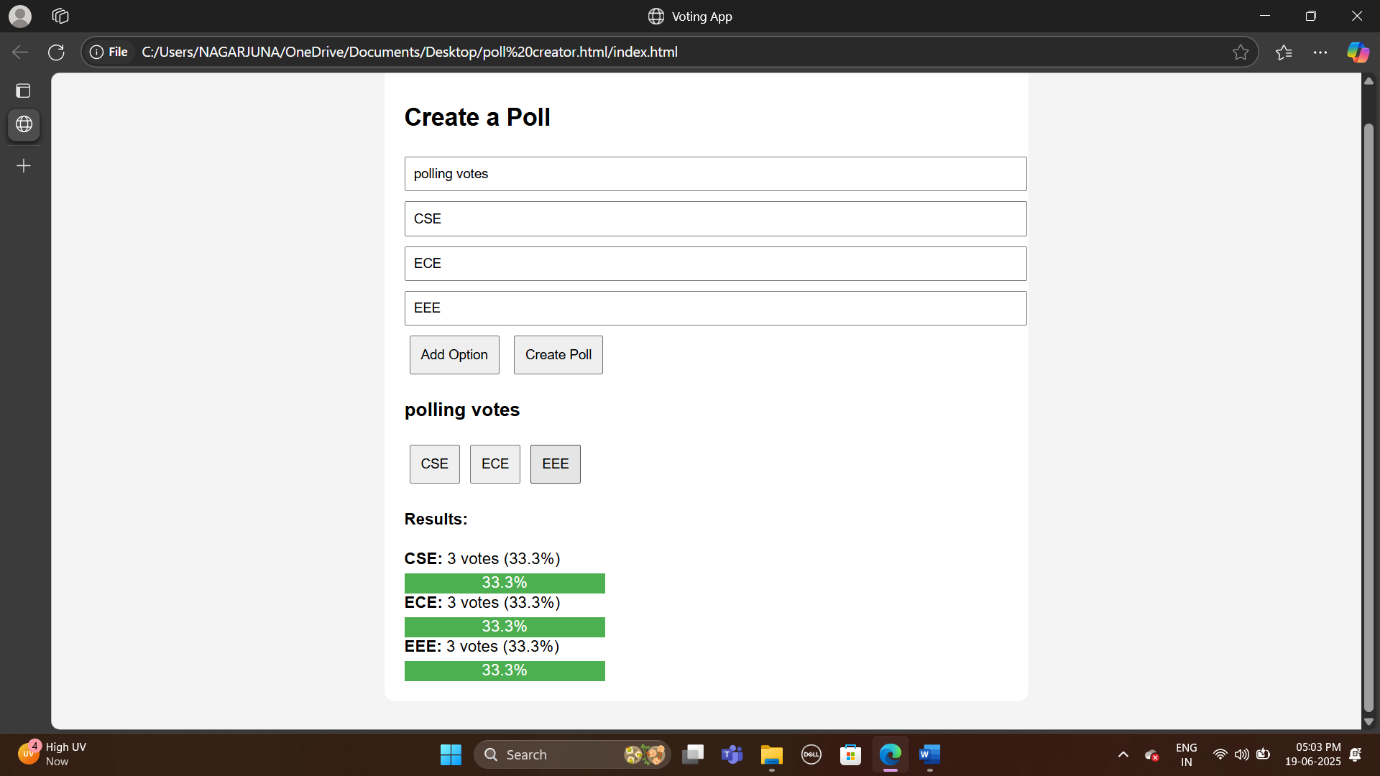 Voting App
File C:/Users/NAGARJUNA/OneDrive/Documents/Desktop/poll%20creator.html/index.html
Create a Poll
polling votes
CSE
ECE
EEE
Add Option Create Poll
polling votes
CSE ECE EEE
Results:
CSE: 3 votes (33.3%)
33.3%
ECE: 3 votes (33.3%)
33.3%
EEE: 3 votes (33.3%)
33.3%
4 UV High UV
Now
Search
T
DELL
W
ENG
IN
05:03 PM
19-06-2025